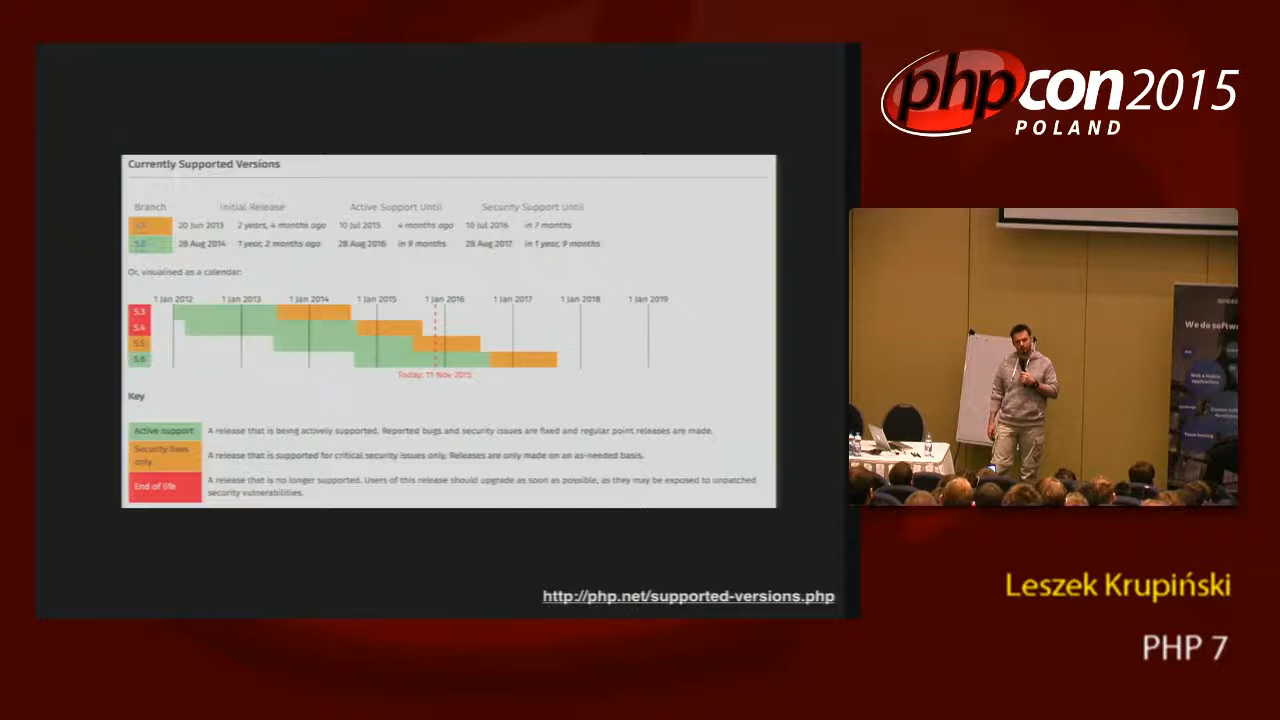 phpcon2015
POLAND
Currently Supported Versions
Branch Initial Release Active Support Until Security Support Until
5.5 20 Jun 2013 2 years, 4 months ago 10 Jul 2015 4 months ago 10 Jul 2016 in 7 months
5.6 28 Aug 2014 1 year, 2 months ago 28 Aug 2016 in 9 months 28 Aug 2017 in 1 year, 9 months
Or, visualised as a calendar:
1 Jan 2012 1 Jan 2013 1 Jan 2014 1 Jan 2015 1 Jan 2016 1 Jan 2017 1 Jan 2018 1 Jan 2019
5.3
5.4
5.5
5.6
Today: 11 Nov 2015
Key
Active support A release that is being actively supported. Reported bugs and security issues are fixed and regular point releases are made.
Security fixes only A release that is supported for critical security issues only. Releases are only made on an as-needed basis.
End of life A release that is no longer supported. Users of this release should upgrade as soon as possible, as they may be exposed to unpatched
security vulnerabilities.
http://php.net/supported-versions.php
We do softw
Web & Mobile
Applications
Leszek Krupiński
PHP 7